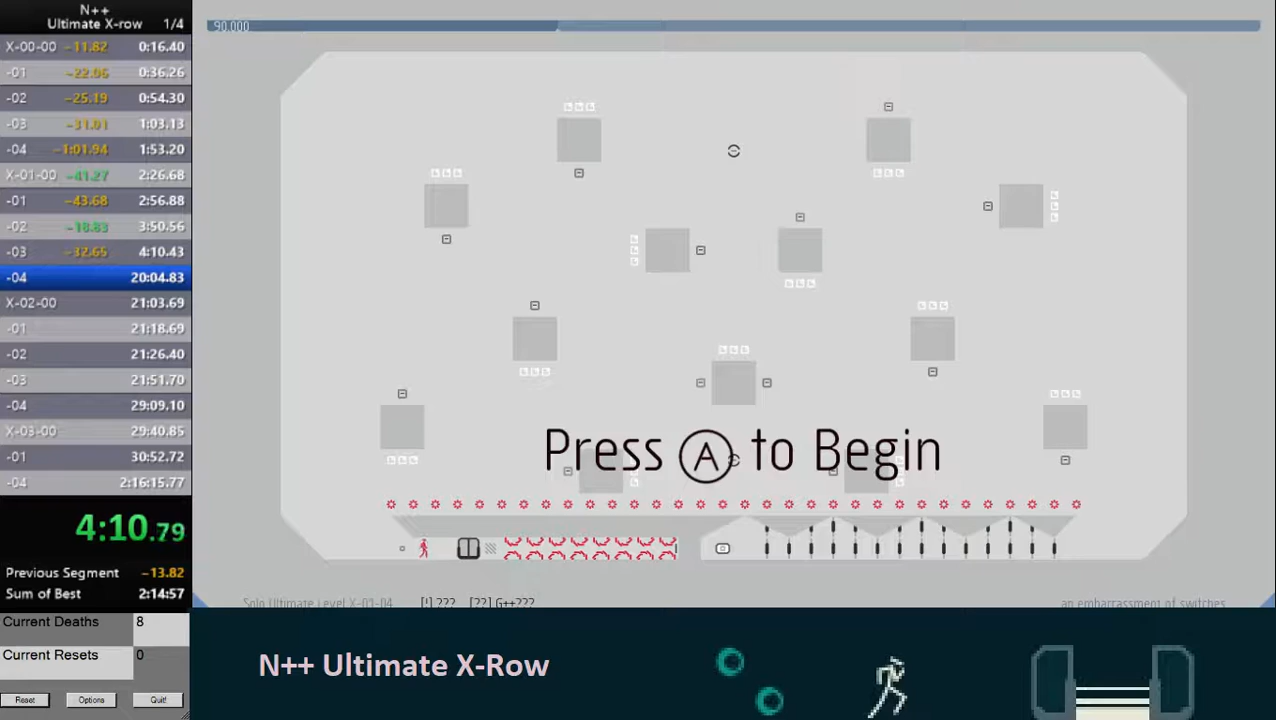 N++
Ultimate X-row 1/4
X-00-00 -11.82 0:16.40
-01 -22.06 0:36.26
-02 -25.19 0:54.30
-03 -31.01 1:03.13
-04 -1:01.94 1:53.20
X-01-00 -41.27 2:26.68
-01 -43.68 2:56.88
-02 -18.83 3:50.56
-03 -32.65 4:10.43
-04 20:04.83
X-02-00 21:03.69
-01 21:18.69
-02 21:26.40
-03 21:51.70
-04 29:09.10
X-03-00 29:40.85
-01 30:52.72
-04 2:16:15.77
4:10.79
Previous Segment -13.82
Sum of Best 2:14:57
Current Deaths 8
Current Resets 0
Reset Options Quit!
90.000
Press A to Begin
Solo Ultimate Level X-01-04 [!] ??? [??] G++??? an embarrassment of switches
N++ Ultimate X-Row